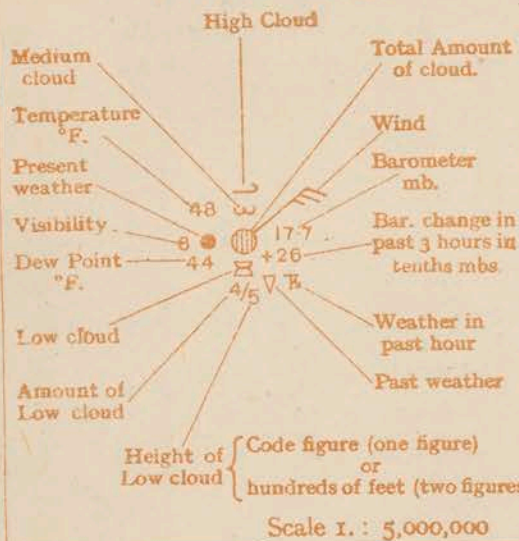 High Cloud
Medium
cloud
Total Amount
of cloud.
Temperature
°F.
Wind
Present
weather
Barometer
mb.
48
Visibility
8
17.7
Bar. change in
past 3 hours in
tenths mbs.
+26
Dew Point
°F.
44
4/5
Low cloud
Weather in
past hour
Amount of
Low cloud
Past weather
Height of
Low cloud
Code figure (one figure)
or
hundreds of feet (two figures
Scale 1. : 5,000,000